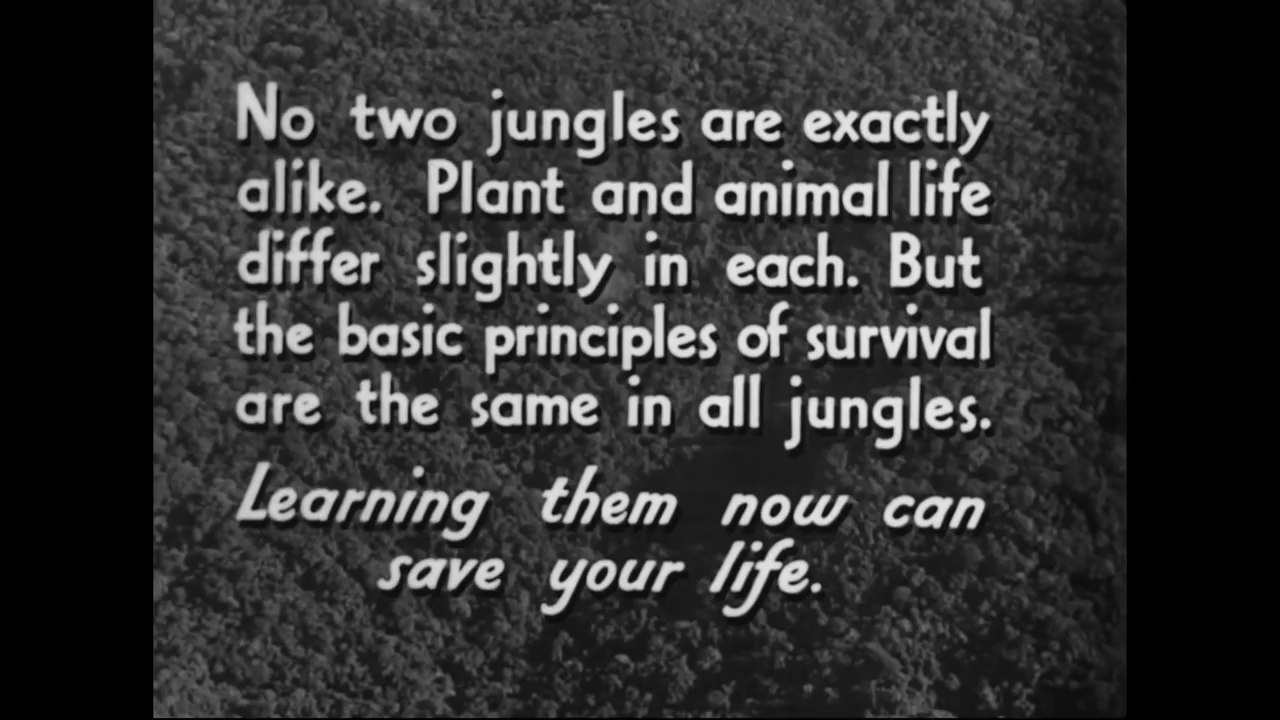 No two jungles are exactly
alike. Plant and animal life
differ slightly in each. But
the basic principles of survival
are the same in all jungles.
Learning them now can
save your life.